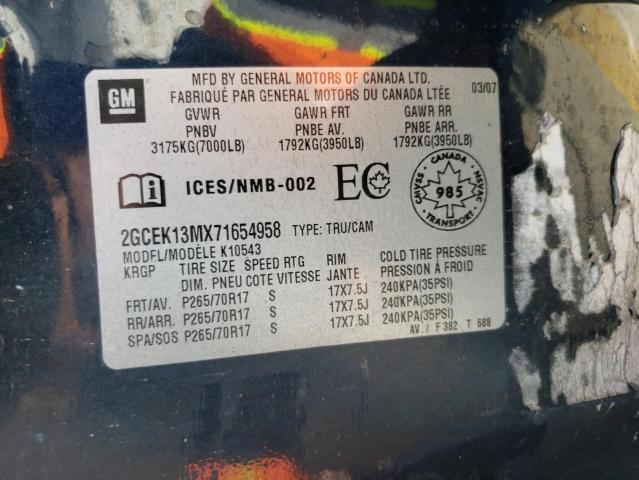 GM
MFD BY GENERAL MOTORS OF CANADA LTD.
FABRIQUÉ PAR GENERAL MOTORS DU CANADA LTÉE
03/07
GVWR GAWR FRT GAWR RR
PNBV PNBE AV. PNBE ARR.
3175KG(7000LB) 1792KG(3950LB) 1792KG(3950LB)
ICES/NMB-002 EC
CANADA
CMVSS 985 NSVAC
TRANSPORT
2GCEK13MX71654958 TYPE: TRU/CAM
MODEL/MODÈLE K10543
KRGP TIRE SIZE SPEED RTG RIM COLD TIRE PRESSURE
DIM. PNEU COTE VITESSE JANTE PRESSION À FROID
FRT/AV. P265/70R17 S 17X7.5J 240KPA(35PSI)
RR/ARR. P265/70R17 S 17X7.5J 240KPA(35PSI)
SPA/SOS P265/70R17 S 17X7.5J 240KPA(35PSI)
AV./ F 382 T 688